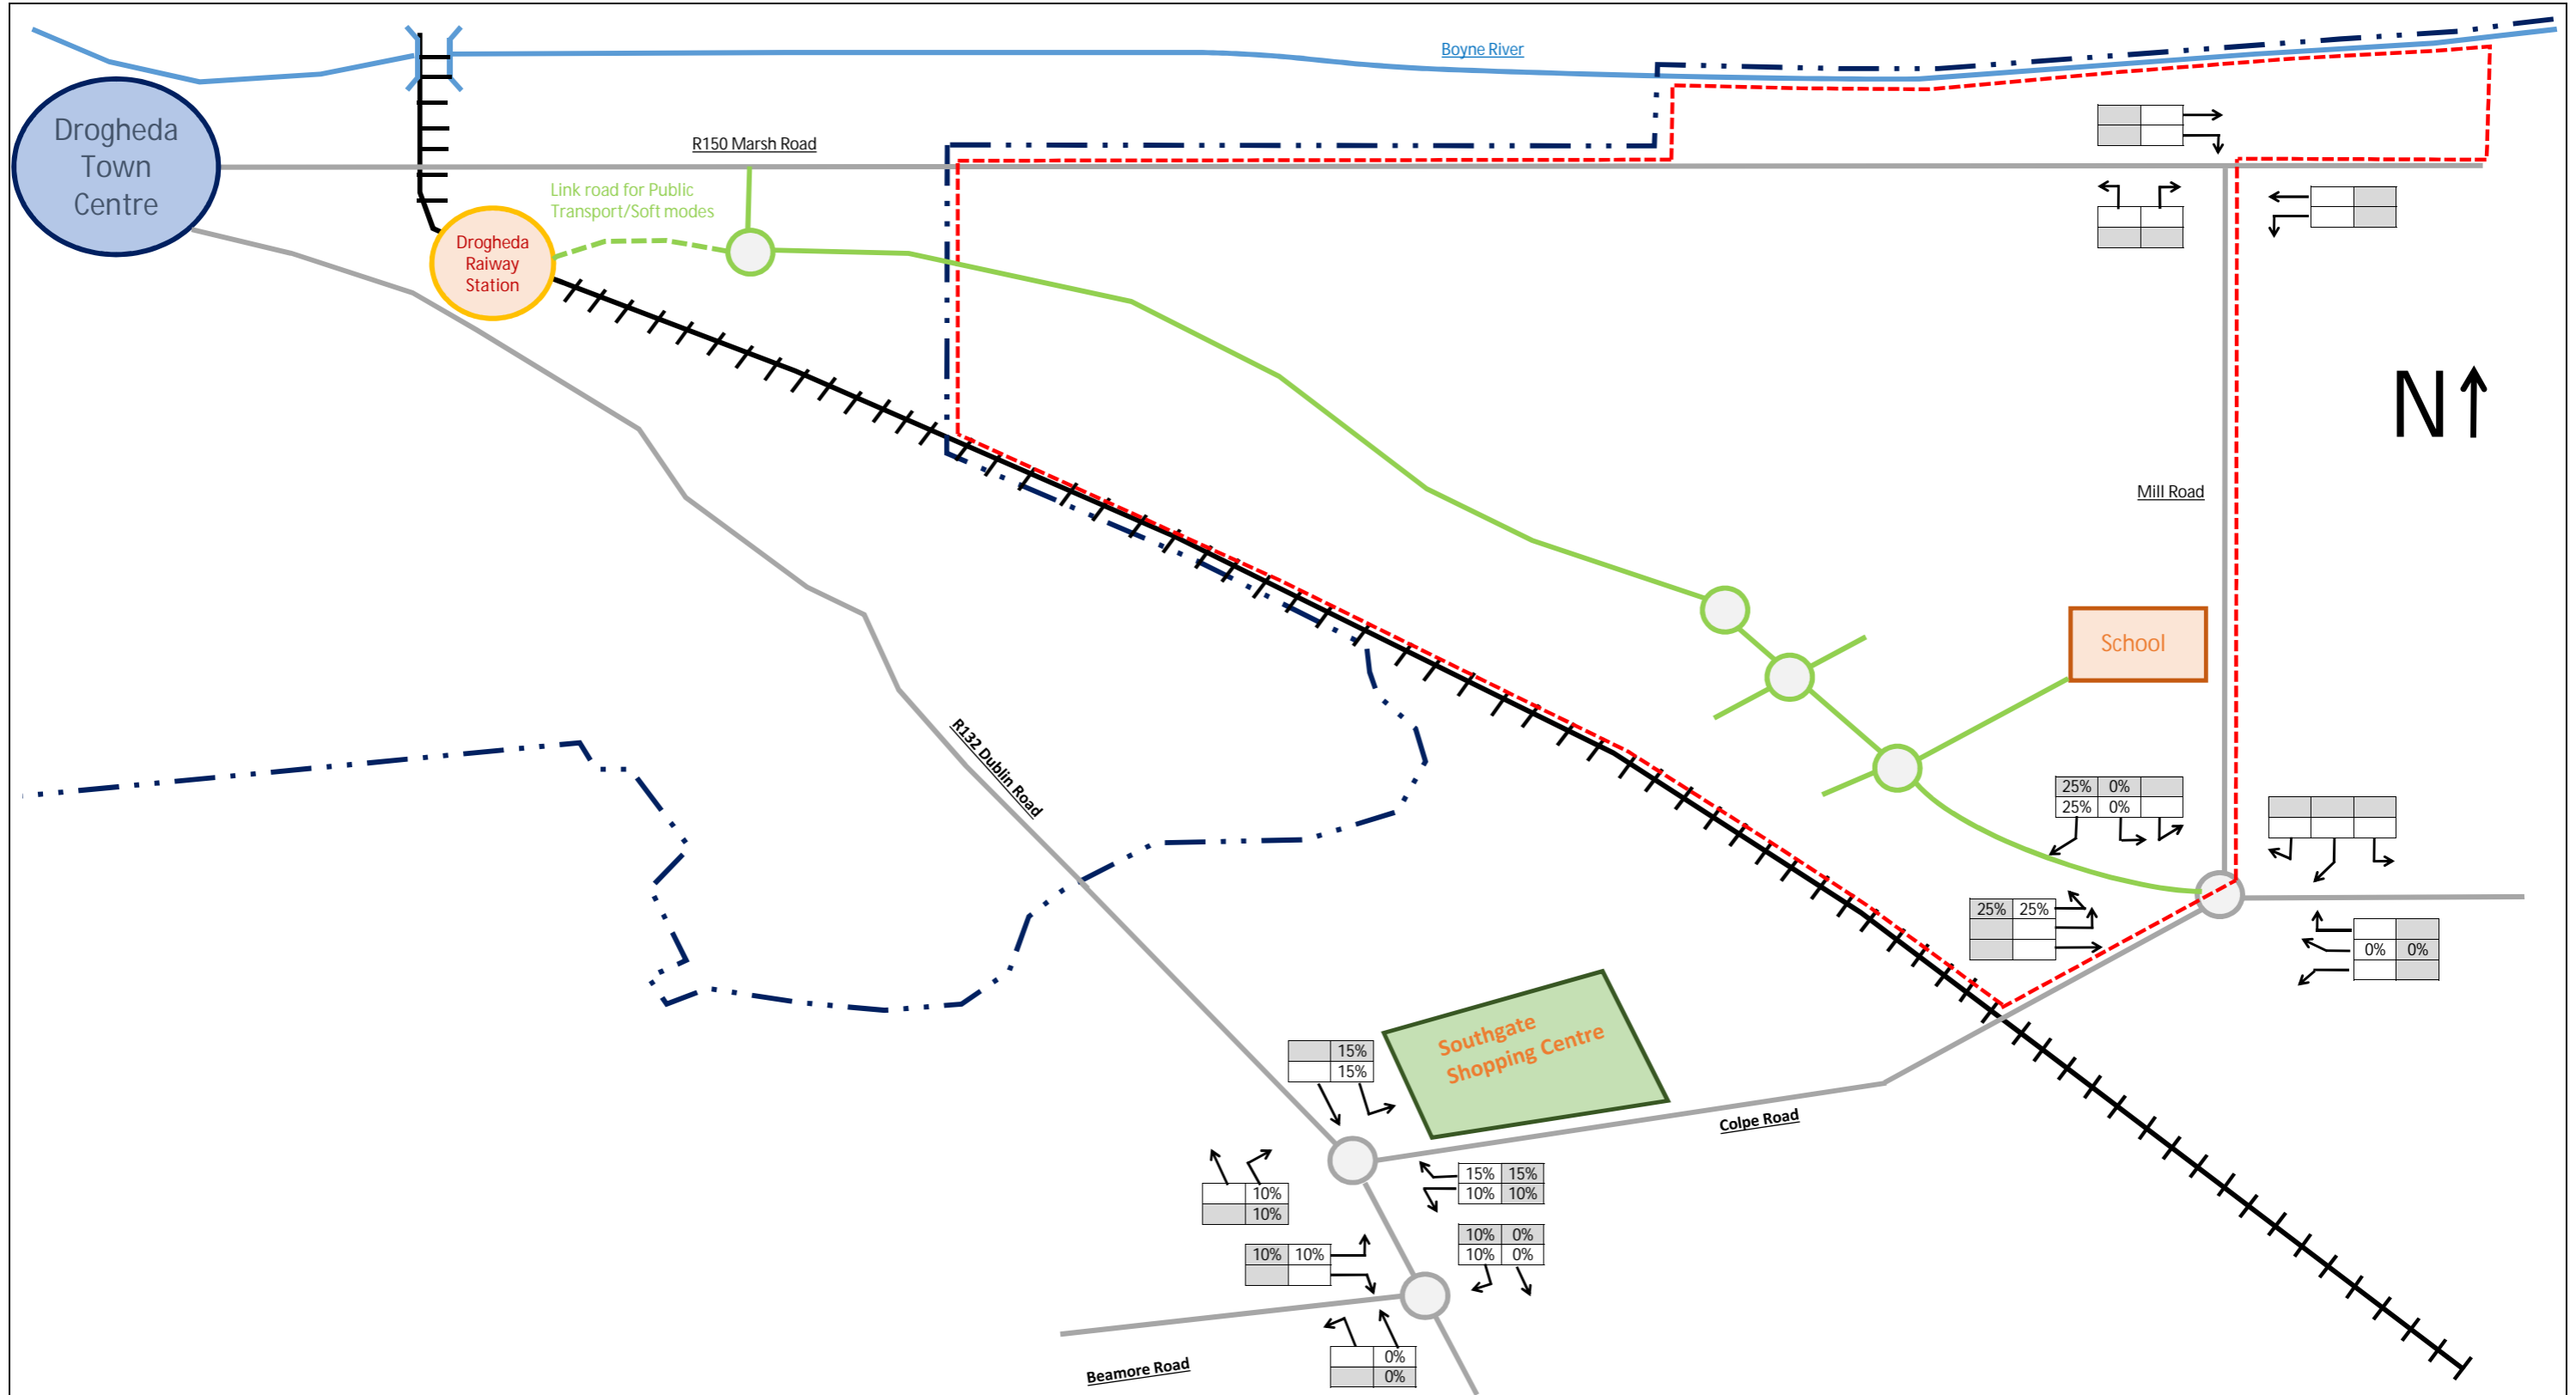 Boyne River
Drogheda
Town
Centre
R150 Marsh Road
Link road for Public
Transport/Soft modes
Drogheda
Raiway
Station
N
Mill Road
School
R132 Dublin Road
25% 0%
25% 0%
25% 25%
0% 0%
Southgate
Shopping Centre
15%
15%
Colpe Road
15% 15%
10% 10%
10%
10%
10% 0%
10% 0%
10% 10%
0%
0%
Beamore Road